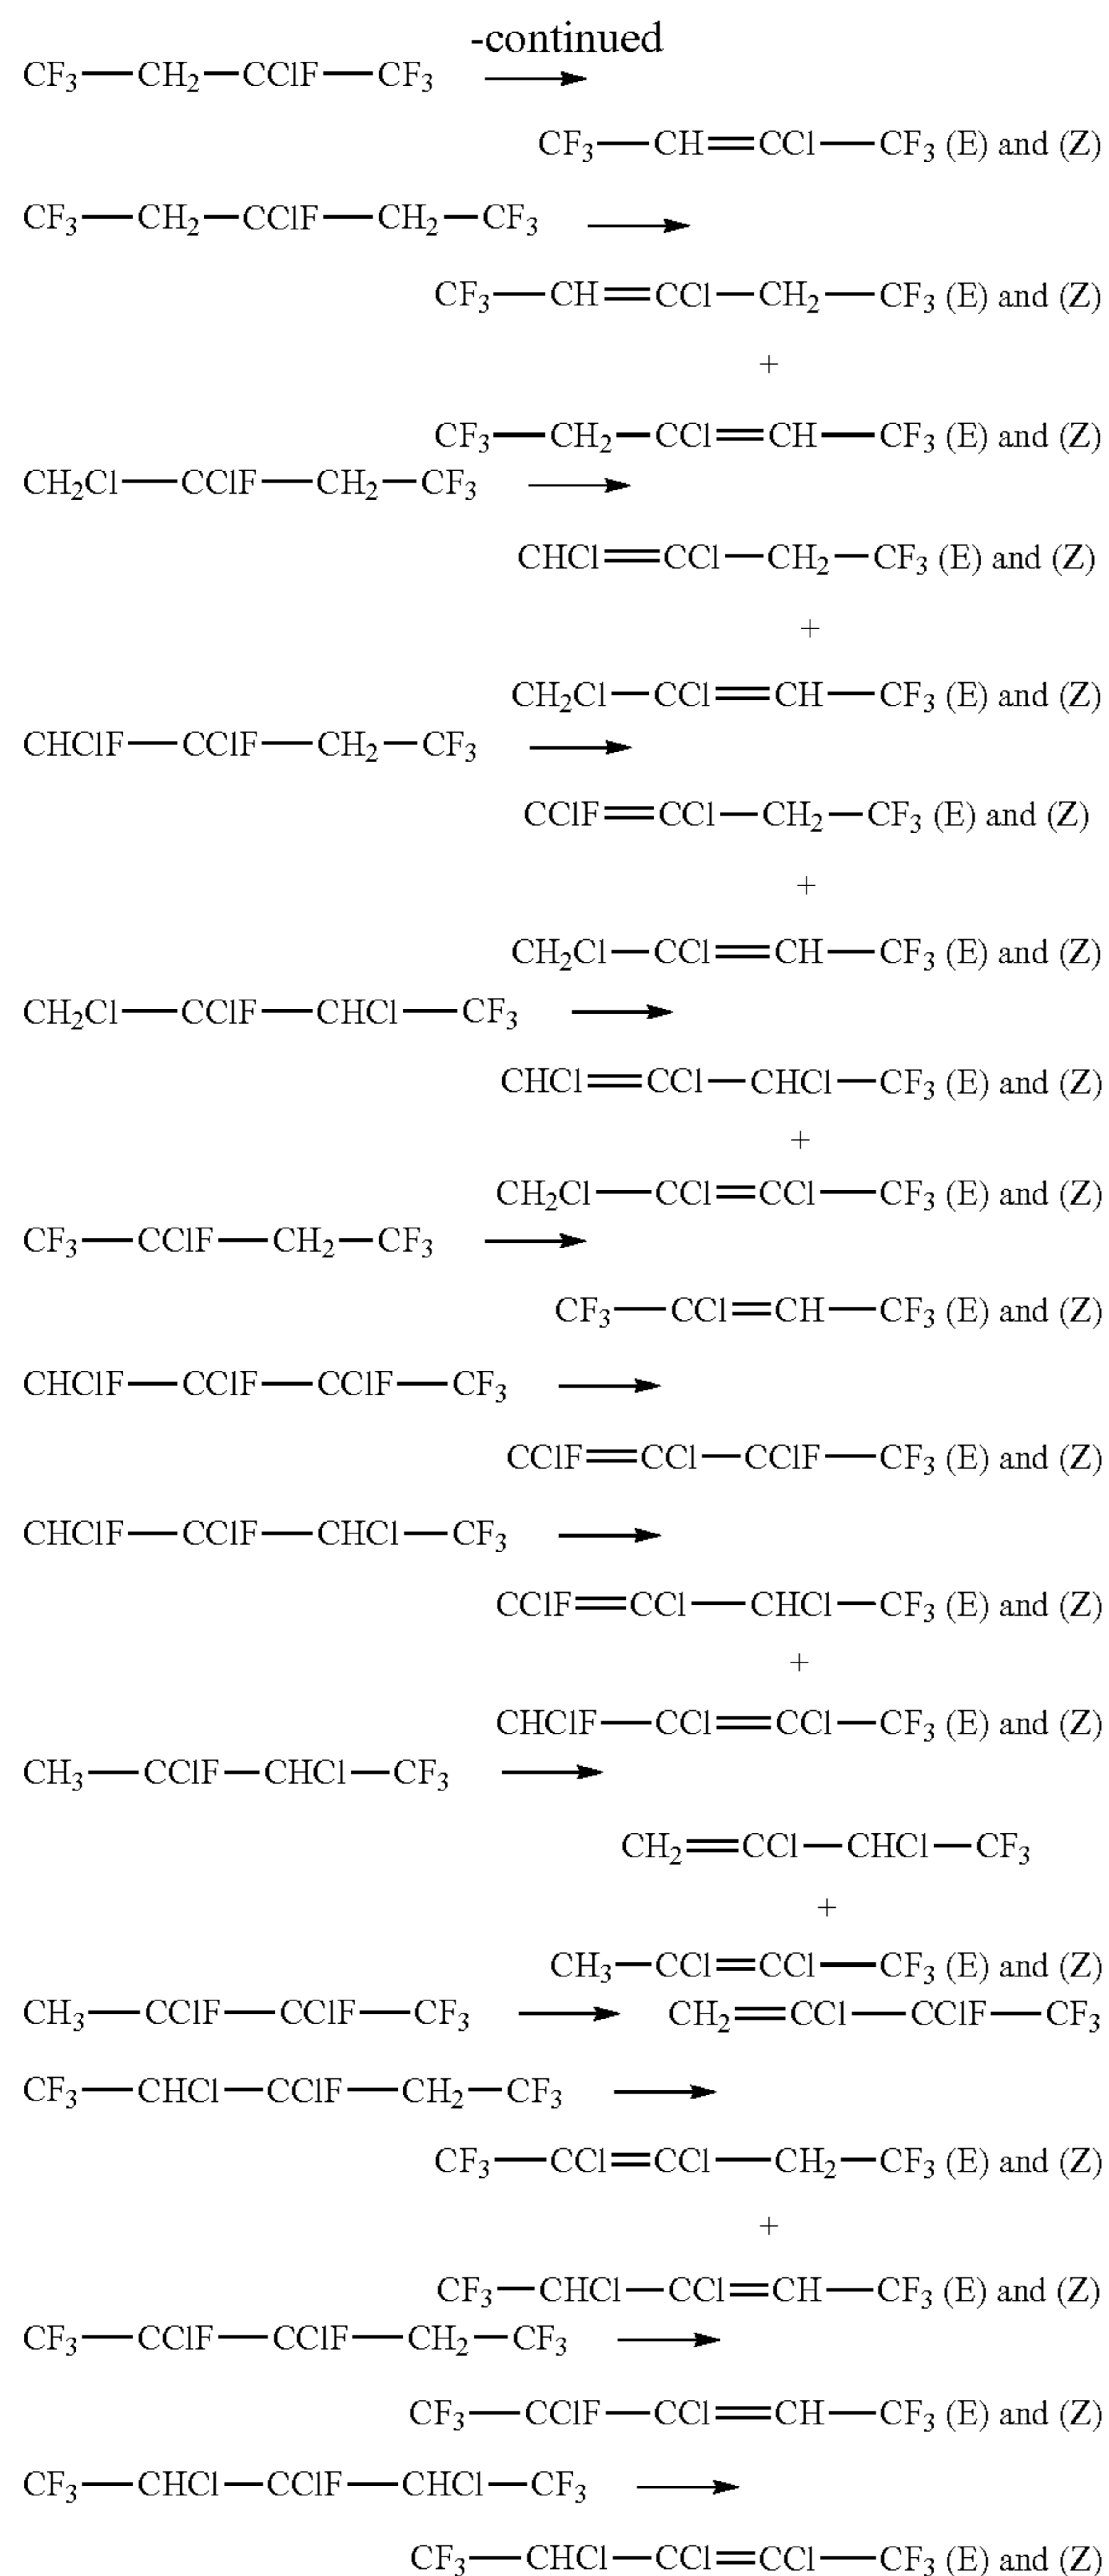 -continued
CF₃—CH₂—CClF—CF₃ ⟶
CF₃—CH=CCl—CF₃ (E) and (Z)
CF₃—CH₂—CClF—CH₂—CF₃ ⟶
CF₃—CH=CCl—CH₂—CF₃ (E) and (Z)
+
CF₃—CH₂—CCl=CH—CF₃ (E) and (Z)
CH₂Cl—CClF—CH₂—CF₃ ⟶
CHCl=CCl—CH₂—CF₃ (E) and (Z)
+
CH₂Cl—CCl=CH—CF₃ (E) and (Z)
CHClF—CClF—CH₂—CF₃ ⟶
CClF=CCl—CH₂—CF₃ (E) and (Z)
+
CH₂Cl—CCl=CH—CF₃ (E) and (Z)
CH₂Cl—CClF—CHCl—CF₃ ⟶
CHCl=CCl—CHCl—CF₃ (E) and (Z)
+
CH₂Cl—CCl=CCl—CF₃ (E) and (Z)
CF₃—CClF—CH₂—CF₃ ⟶
CF₃—CCl=CH—CF₃ (E) and (Z)
CHClF—CClF—CClF—CF₃ ⟶
CClF=CCl—CClF—CF₃ (E) and (Z)
CHClF—CClF—CHCl—CF₃ ⟶
CClF=CCl—CHCl—CF₃ (E) and (Z)
+
CHClF—CCl=CCl—CF₃ (E) and (Z)
CH₃—CClF—CHCl—CF₃ ⟶
CH₂=CCl—CHCl—CF₃
+
CH₃—CCl=CCl—CF₃ (E) and (Z)
CH₃—CClF—CClF—CF₃ ⟶ CH₂=CCl—CClF—CF₃
CF₃—CHCl—CClF—CH₂—CF₃ ⟶
CF₃—CCl=CCl—CH₂—CF₃ (E) and (Z)
+
CF₃—CHCl—CCl=CH—CF₃ (E) and (Z)
CF₃—CClF—CClF—CH₂—CF₃ ⟶
CF₃—CClF—CCl=CH—CF₃ (E) and (Z)
CF₃—CHCl—CClF—CHCl—CF₃ ⟶
CF₃—CHCl—CCl=CCl—CF₃ (E) and (Z)